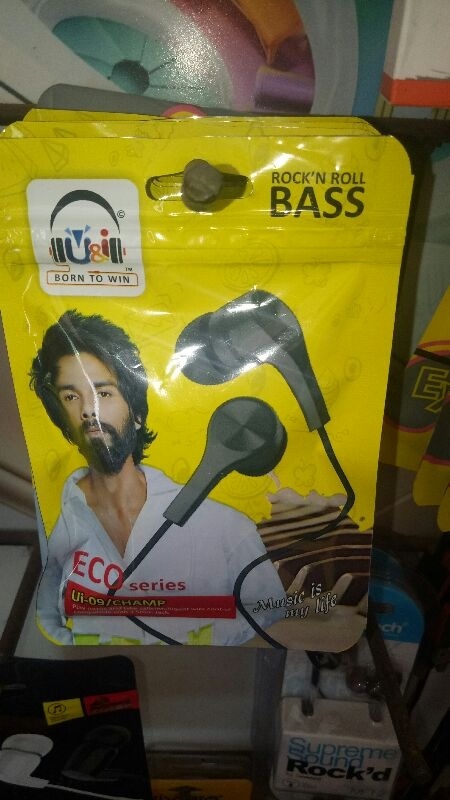 ROCK'N ROLL
BASS
U&i
BORN TO WIN
ECO series
Ui-09/CHAMP
Music is
my life
Supreme
Sound
Rock'd